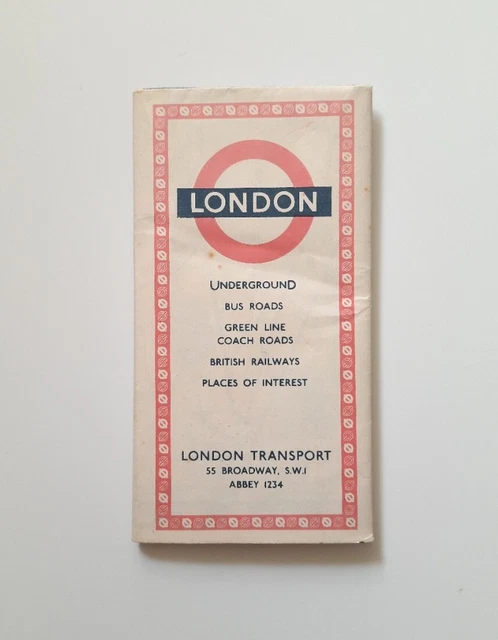 LONDON
UNDERGROUND
BUS ROADS
GREEN LINE
COACH ROADS
BRITISH RAILWAYS
PLACES OF INTEREST
LONDON TRANSPORT
55 BROADWAY, S.W.1
ABBEY 1234